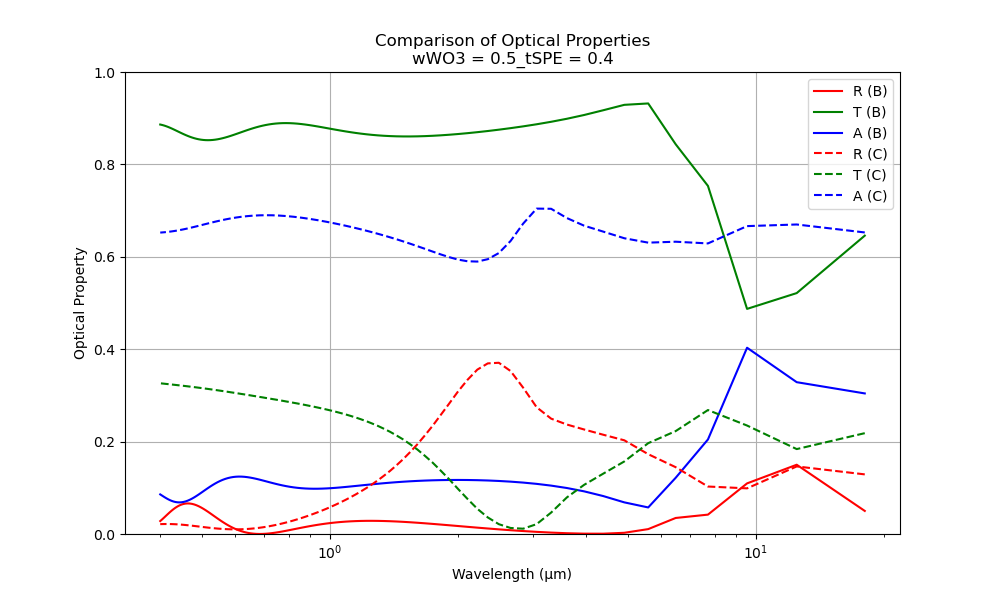 Comparison of Optical Properties
wWO3 = 0.5_tSPE = 0.4
1.0
0.8
0.6
0.4
0.2
0.0
Optical Property
R (B)
T (B)
A (B)
R (C)
T (C)
A (C)
10⁰
10¹
Wavelength (μm)